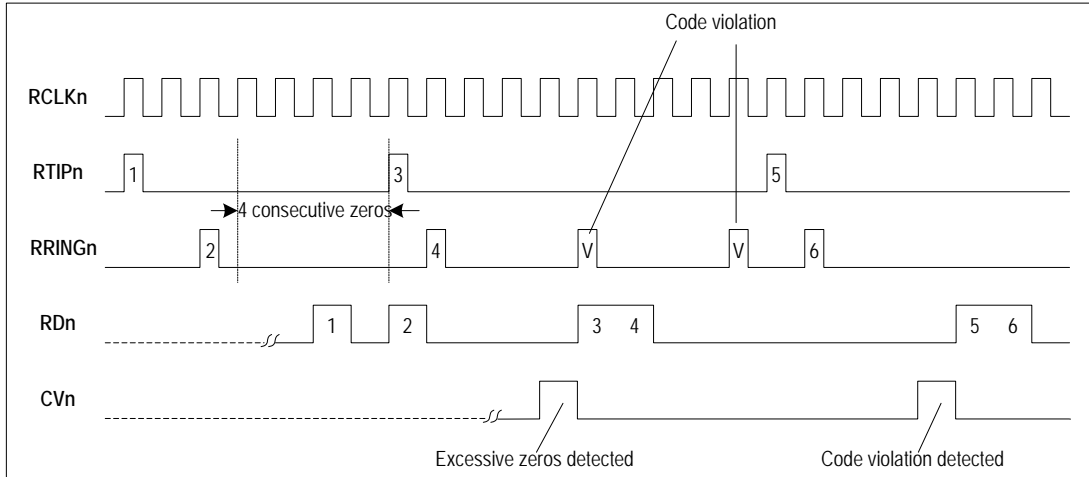 Code violation
RCLKn
RTIPn
1
3
5
4 consecutive zeros
RRINGn
2
4
V
V
6
RDn
1
2
3 4
5 6
CVn
Excessive zeros detected
Code violation detected